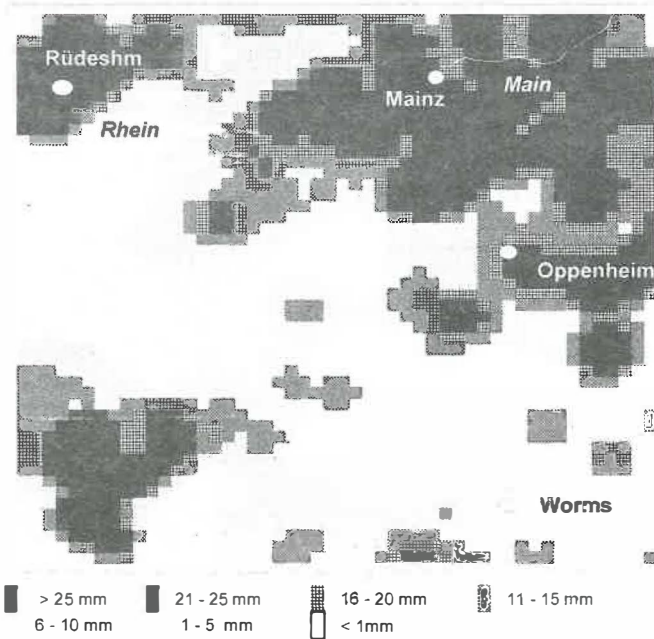 Rüdeshm
Mainz
Main
Rhein
Oppenheim
Worms
> 25 mm 21 - 25 mm 16 - 20 mm 11 - 15 mm
6 - 10 mm 1 - 5 mm < 1mm